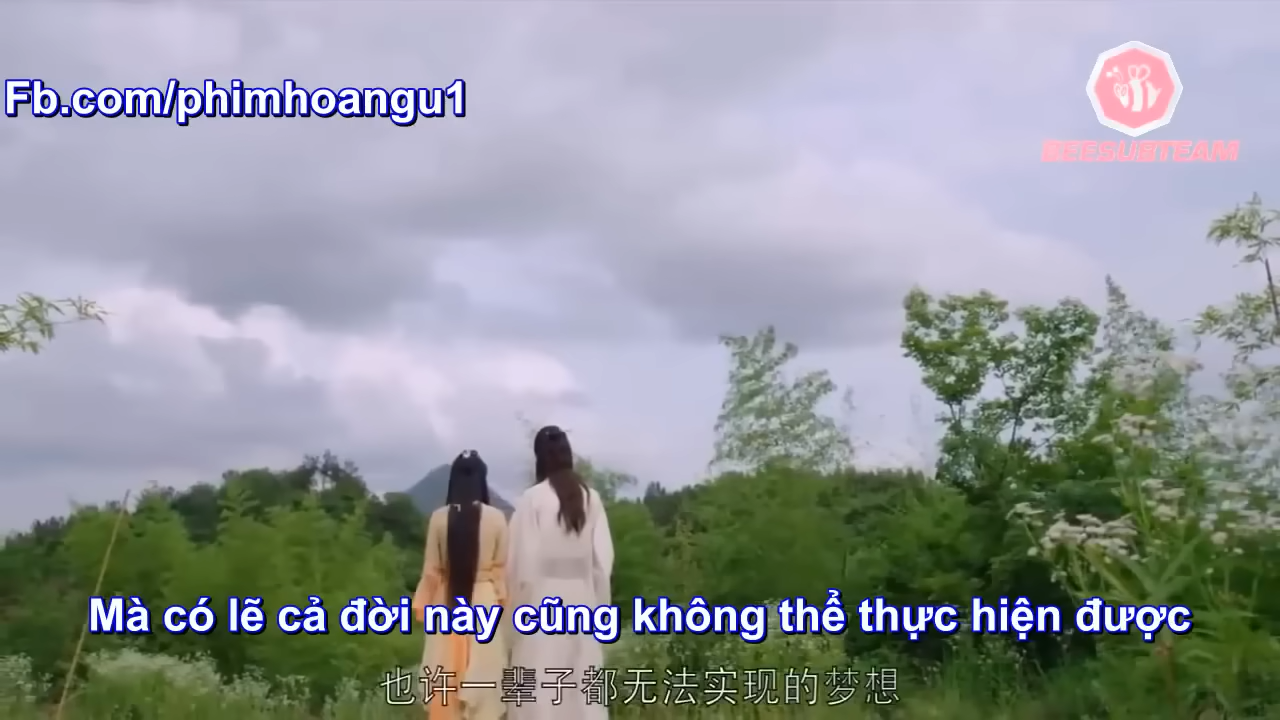 Fb.com/phimhoangu1
BEESUBTEAM
Mà có lẽ cả đời này cũng không thể thực hiện được
也许一辈子都无法实现的梦想